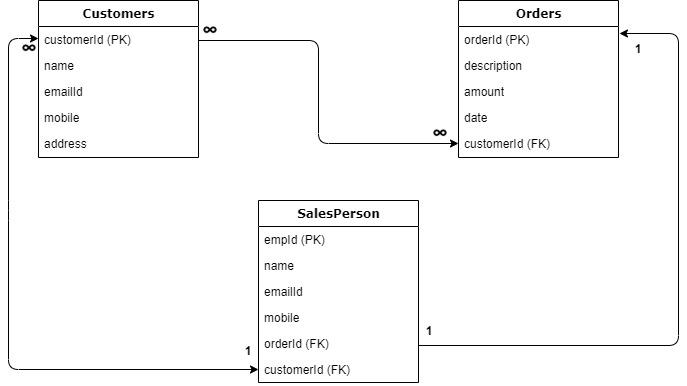 Customers
customerId (PK)
name
emailId
mobile
address
∞
∞
Orders
orderId (PK)
description
amount
date
customerId (FK)
∞
1
SalesPerson
empId (PK)
name
emailId
mobile
orderId (FK)
customerId (FK)
1
1